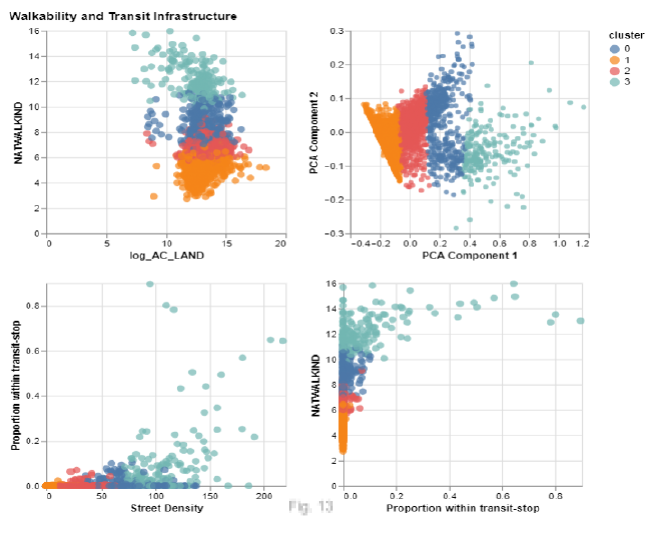 Walkability and Transit Infrastructure
16
14
12
10
8
6
4
2
0
NATWALKIND
0 5 10 15 20
log_AC_LAND
0.3
0.2
0.1
0.0
−0.1
−0.2
−0.3
PCA Component 2
−0.4 −0.2 0.0 0.2 0.4 0.6 0.8 1.0 1.2
PCA Component 1
cluster
0
1
2
3
0.8
0.6
0.4
0.2
0.0
Proportion within transit-stop
0 50 100 150 200
Street Density
16
14
12
10
8
6
4
2
0
NATWALKIND
0.0 0.2 0.4 0.6 0.8
Proportion within transit-stop
Fig. 13